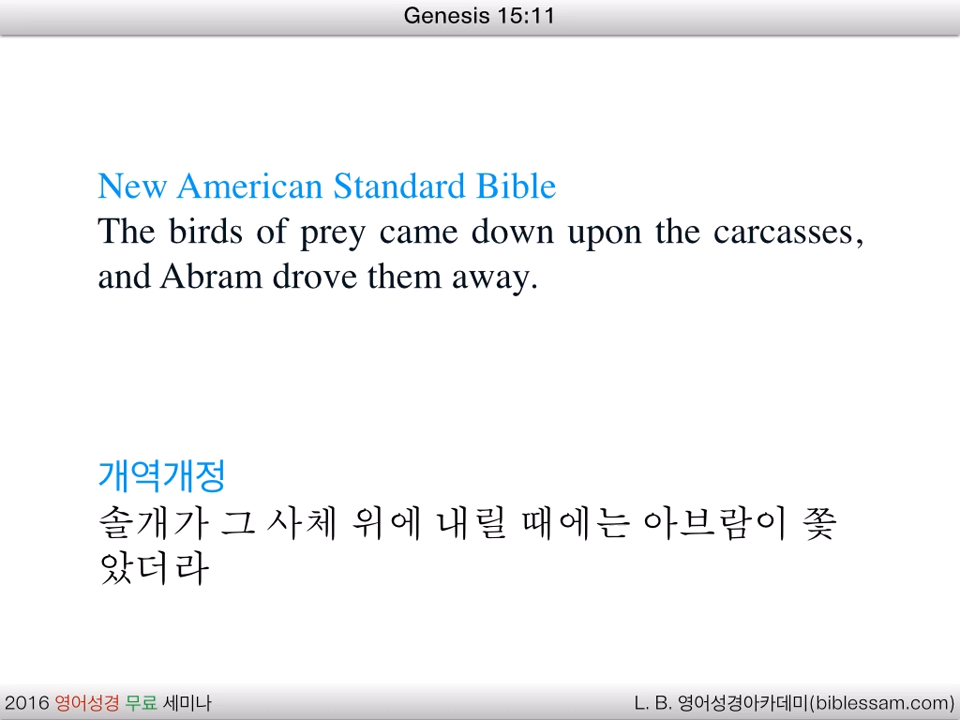 Genesis 15:11
New American Standard Bible
The birds of prey came down upon the carcasses,
and Abram drove them away.
개역개정
솔개가 그 사체 위에 내릴 때에는 아브람이 쫓
았더라
2016 영어성경 무료 세미나
L. B. 영어성경아카데미(biblessam.com)